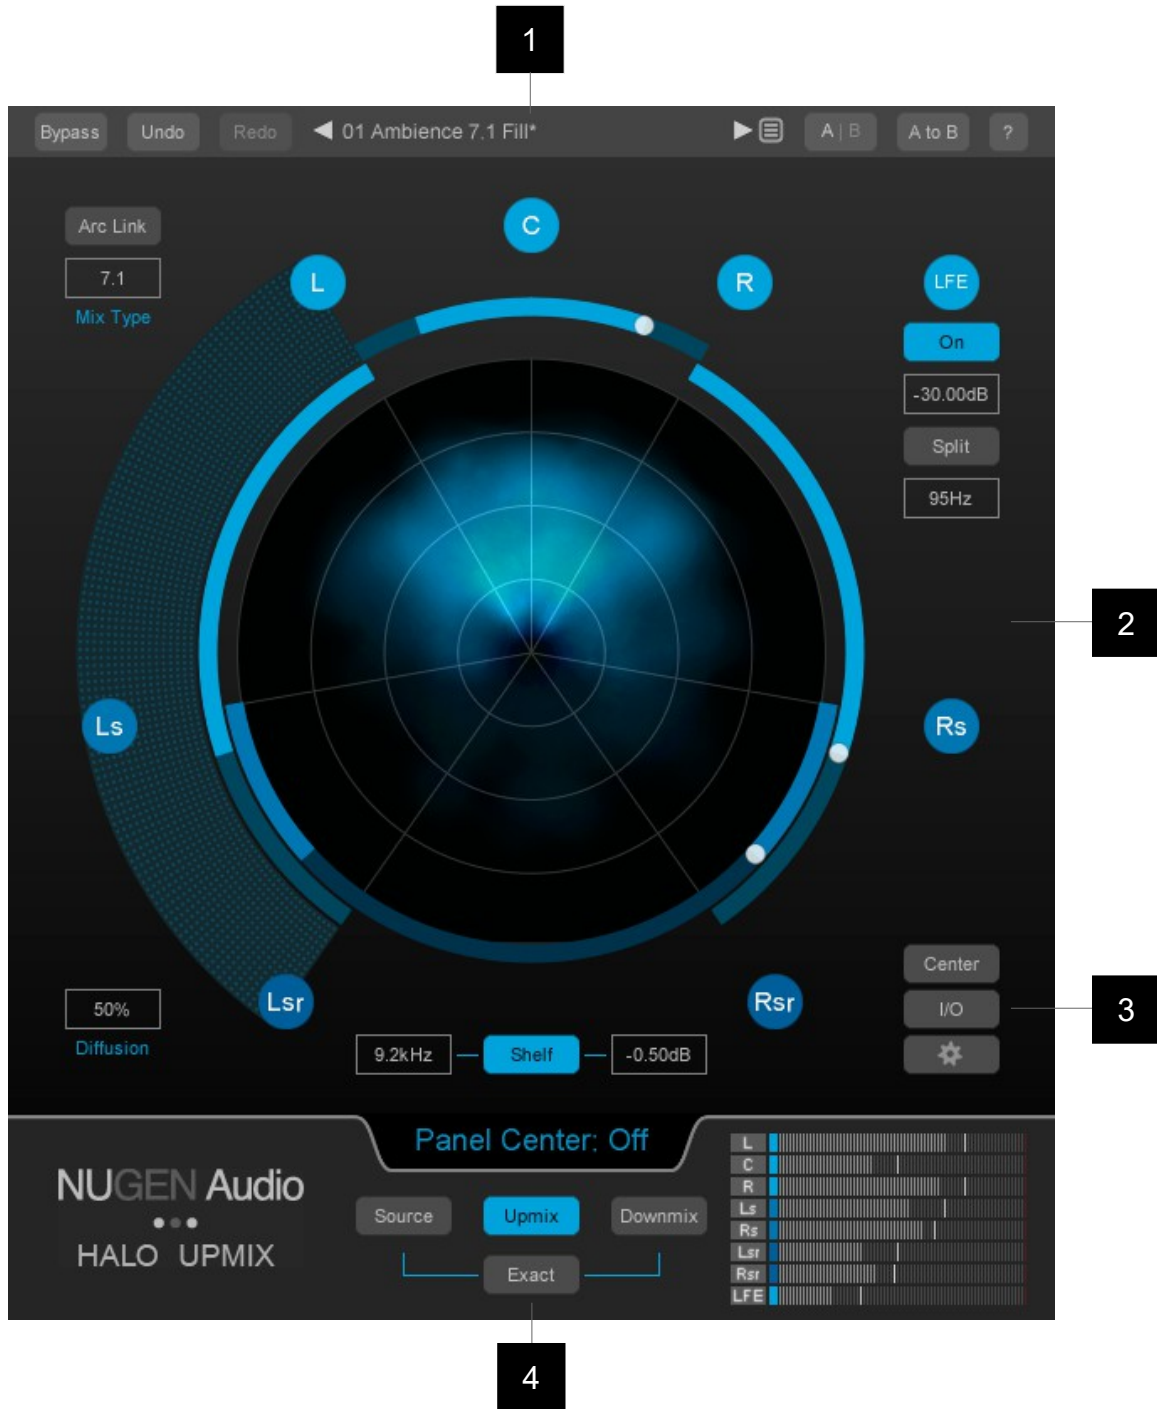 1
Bypass Undo Redo 01 Ambience 7.1 Fill* A | B A to B ?
Arc Link
7.1
Mix Type
C
L
R
LFE
On
-30.00dB
Split
95Hz
2
Ls
Rs
Center
I/O
3
50%
Diffusion
Lsr
Rsr
9.2kHz Shelf -0.50dB
Panel Center: Off
NUGEN Audio
HALO UPMIX
Source Upmix Downmix
Exact
L
C
R
Ls
Rs
Lsr
Rsr
LFE
4